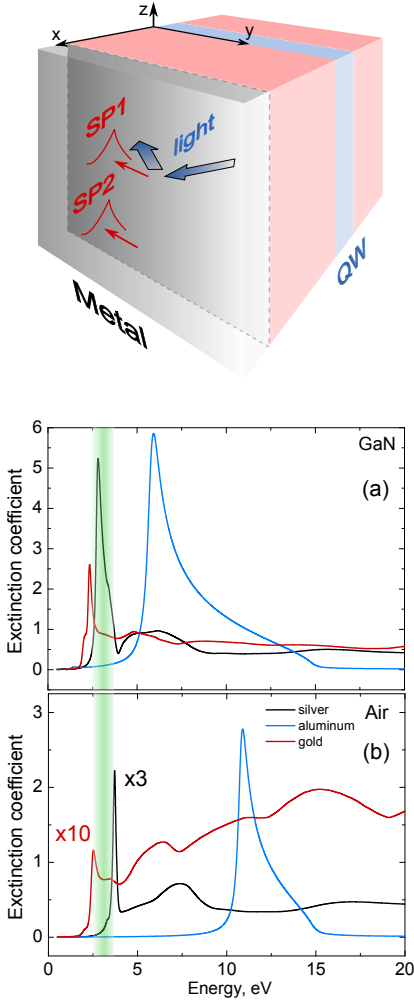 z
x
y
SP1
light
SP2
QW
Metal
6
GaN
5
(a)
4
3
2
1
0
Exctinction coefficient
3
silver
Air
aluminum
gold
(b)
x3
2
x10
1
0
Exctinction coefficient
0 5 10 15 20
Energy, eV